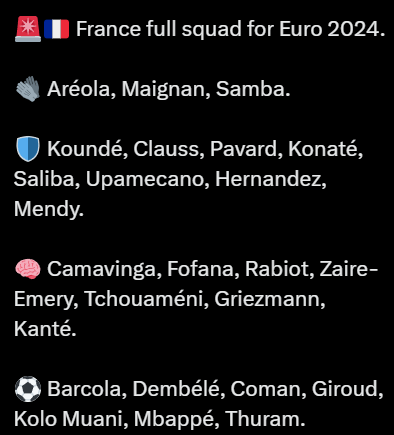 🚨🇫🇷 France full squad for Euro 2024.
🧤 Aréola, Maignan, Samba.
🛡️ Koundé, Clauss, Pavard, Konaté,
Saliba, Upamecano, Hernandez,
Mendy.
🧠 Camavinga, Fofana, Rabiot, Zaire-
Emery, Tchouaméni, Griezmann,
Kanté.
⚽ Barcola, Dembélé, Coman, Giroud,
Kolo Muani, Mbappé, Thuram.